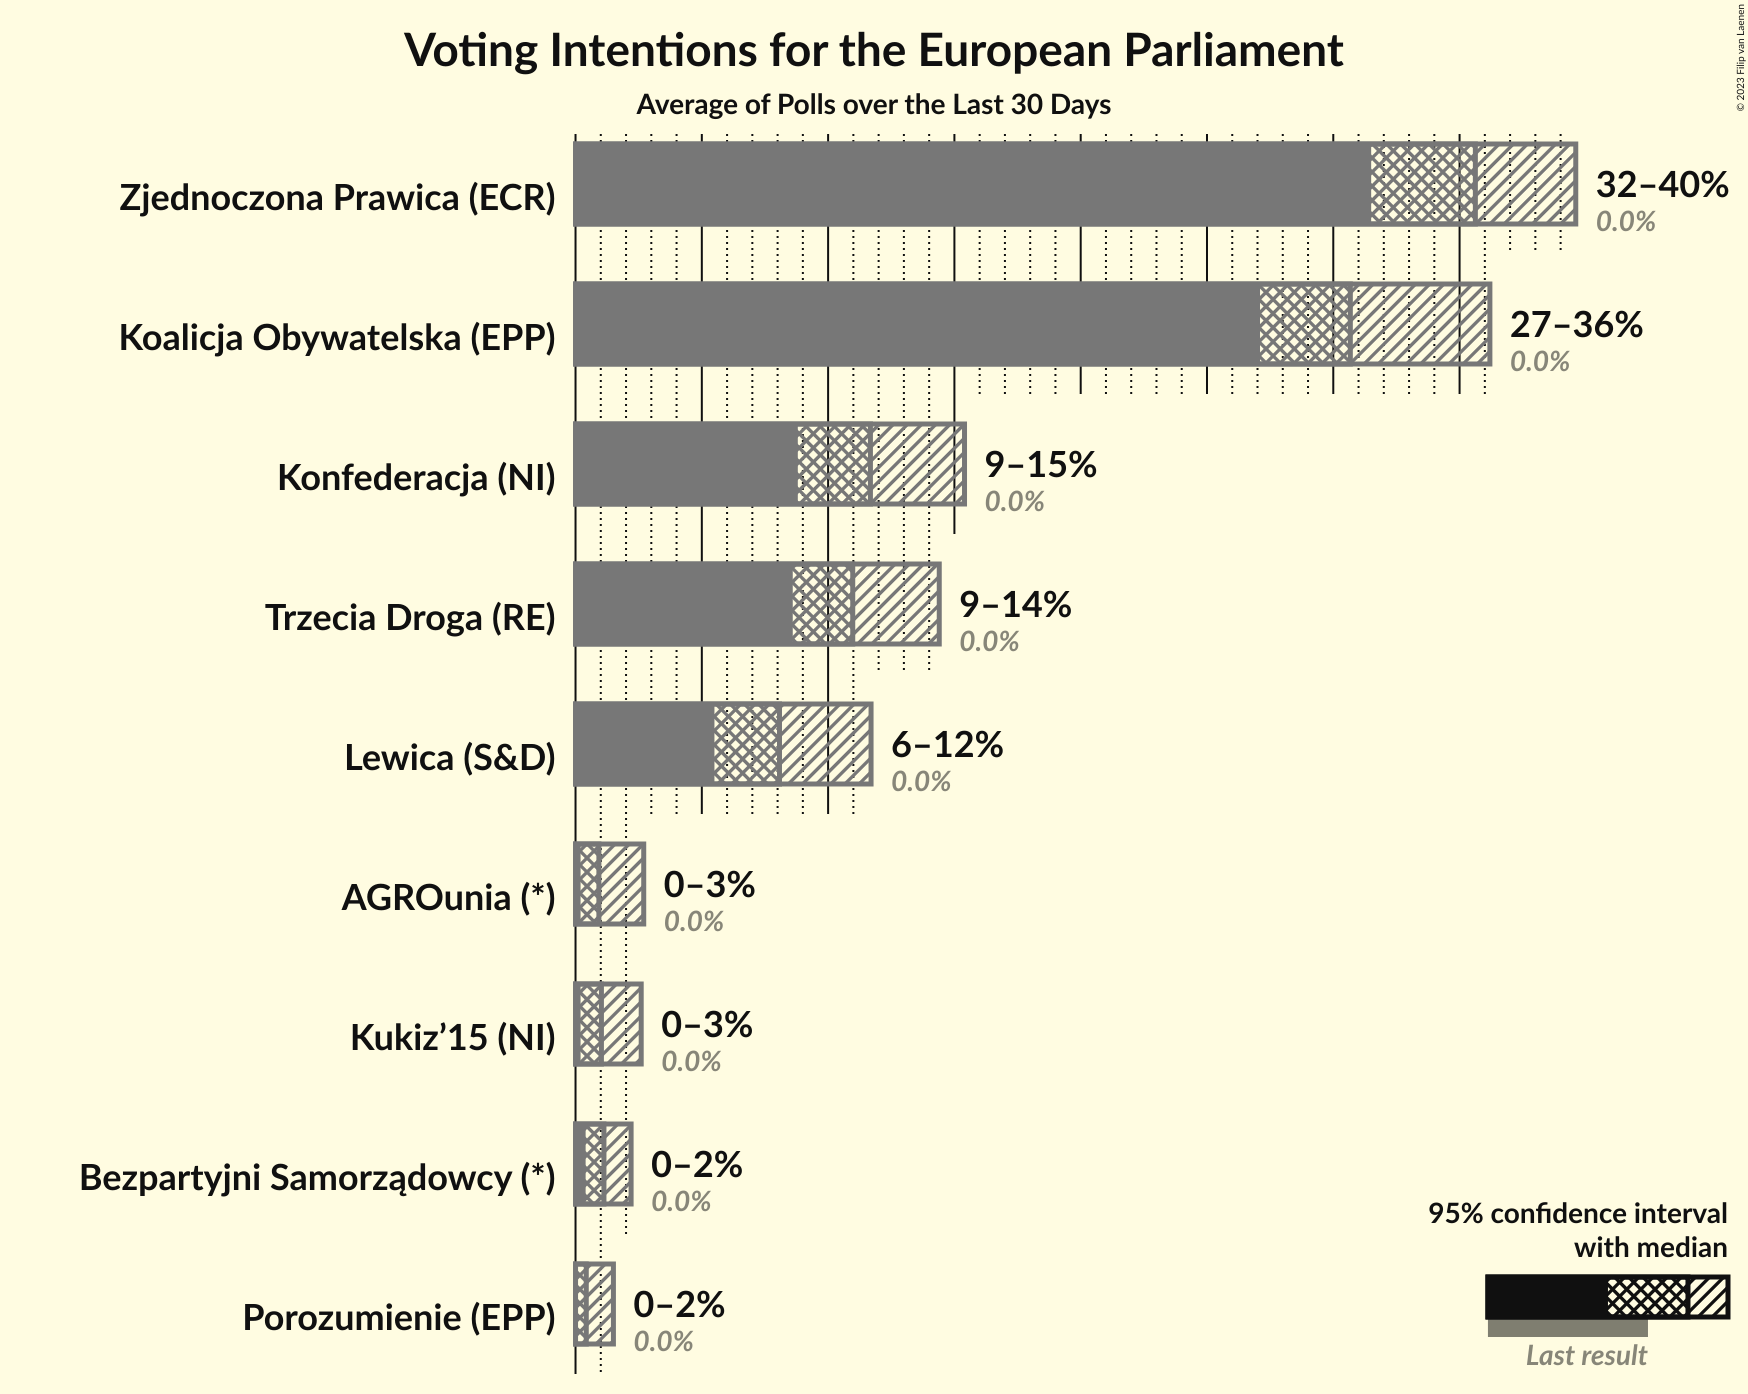 Voting Intentions for the European Parliament
Average of Polls over the Last 30 Days
© 2023 Filip van Laenen
Zjednoczona Prawica (ECR)
32–40%
0.0%
Koalicja Obywatelska (EPP)
27–36%
0.0%
Konfederacja (NI)
9–15%
0.0%
Trzecia Droga (RE)
9–14%
0.0%
Lewica (S&D)
6–12%
0.0%
AGROunia (*)
0–3%
0.0%
Kukiz’15 (NI)
0–3%
0.0%
Bezpartyjni Samorządowcy (*)
0–2%
0.0%
Porozumienie (EPP)
0–2%
0.0%
95% confidence interval
with median
Last result